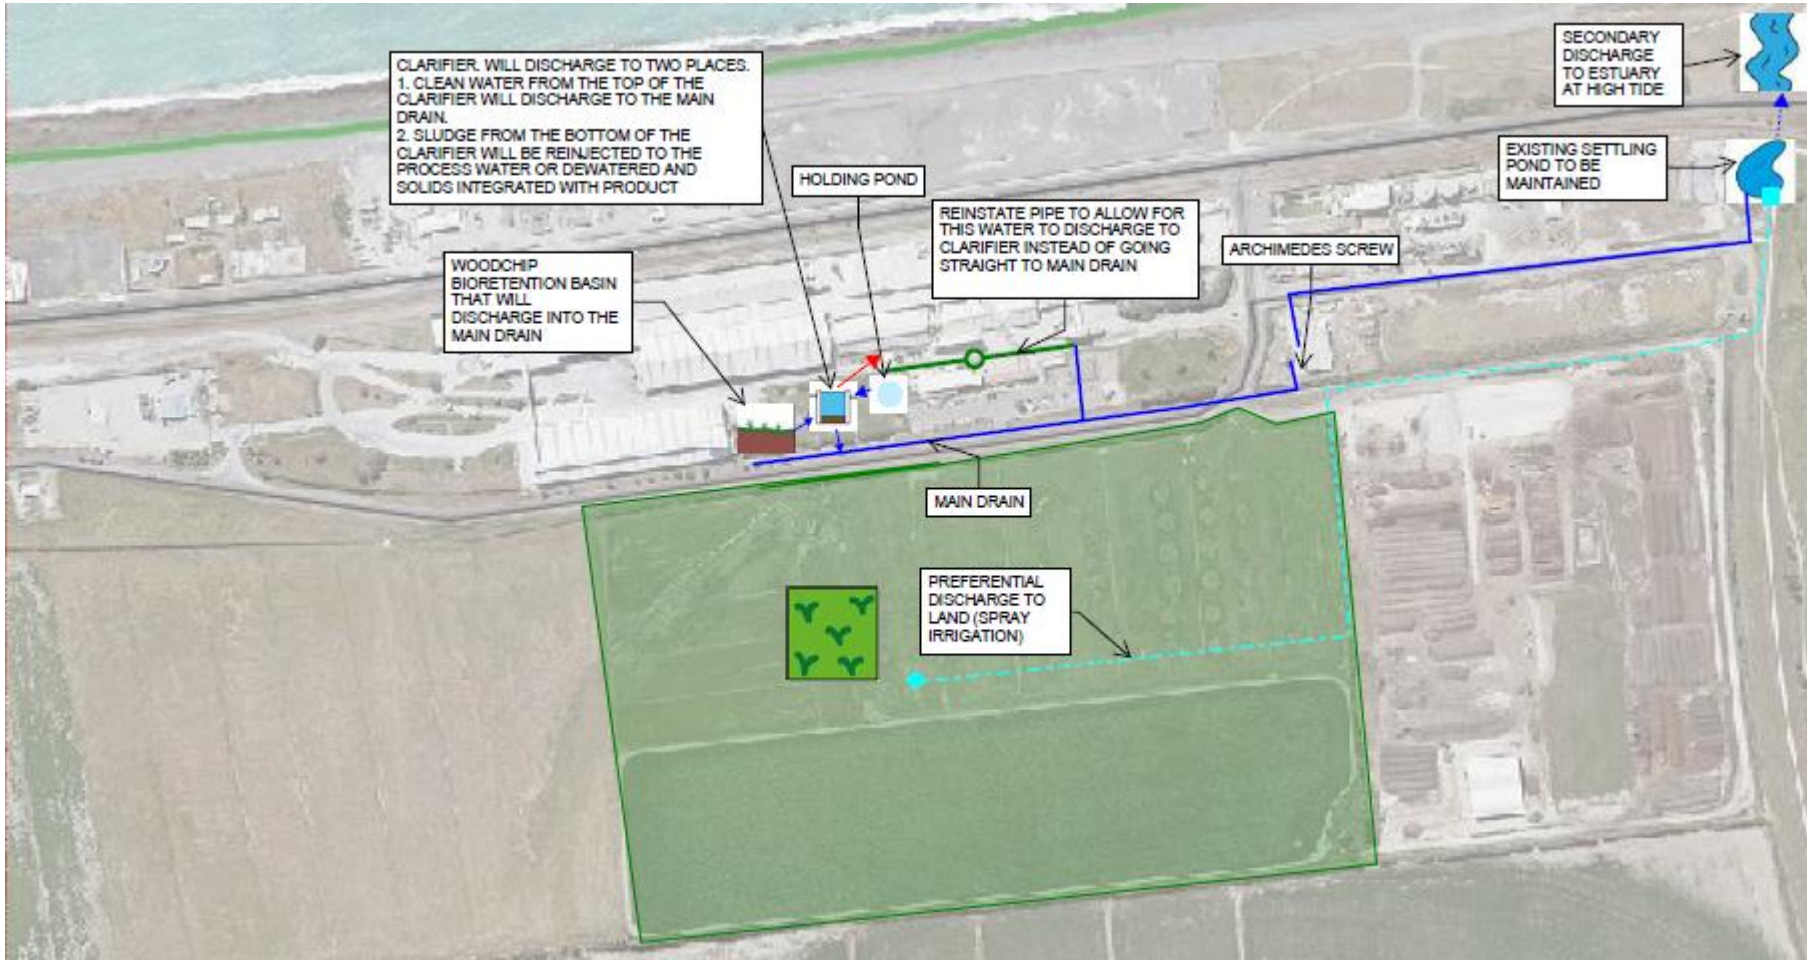 CLARIFIER. WILL DISCHARGE TO TWO PLACES.
1. CLEAN WATER FROM THE TOP OF THE
CLARIFIER WILL DISCHARGE TO THE MAIN
DRAIN.
2. SLUDGE FROM THE BOTTOM OF THE
CLARIFIER WILL BE REINJECTED TO THE
PROCESS WATER OR DEWATERED AND
SOLIDS INTEGRATED WITH PRODUCT
HOLDING POND
WOODCHIP
BIORETENTION BASIN
THAT WILL
DISCHARGE INTO THE
MAIN DRAIN
REINSTATE PIPE TO ALLOW FOR
THIS WATER TO DISCHARGE TO
CLARIFIER INSTEAD OF GOING
STRAIGHT TO MAIN DRAIN
ARCHIMEDES SCREW
SECONDARY
DISCHARGE
TO ESTUARY
AT HIGH TIDE
EXISTING SETTLING
POND TO BE
MAINTAINED
MAIN DRAIN
PREFERENTIAL
DISCHARGE TO
LAND (SPRAY
IRRIGATION)